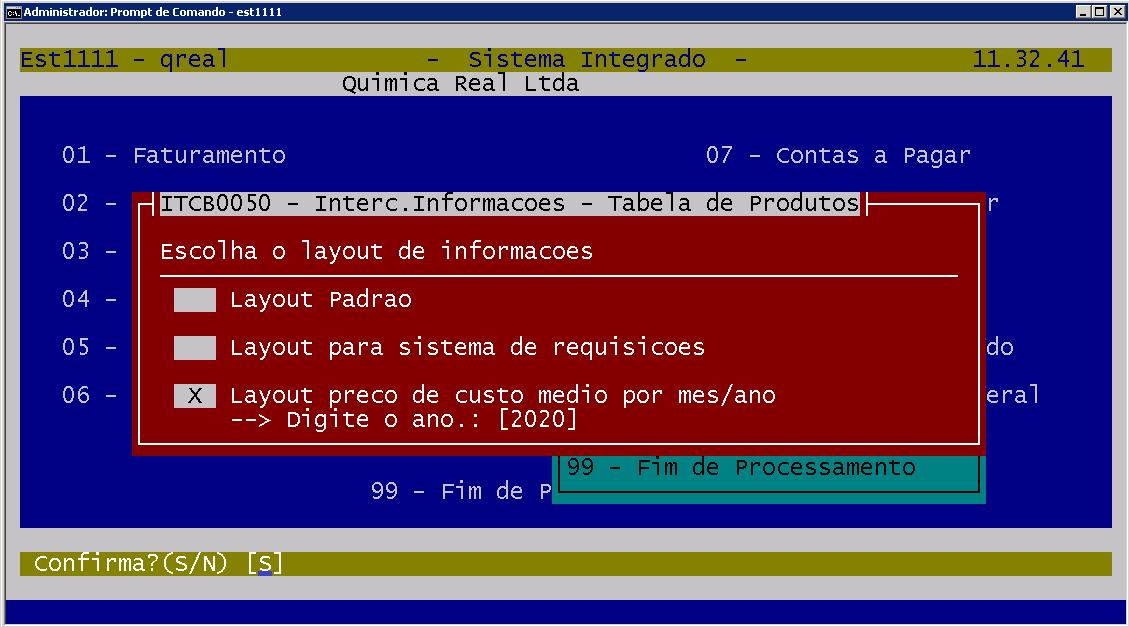 Administrador: Prompt de Comando - est1111
Est1111 - qreal - Sistema Integrado - 11.32.41
Quimica Real Ltda
01 - Faturamento 07 - Contas a Pagar
02 - ITCB0050 - Interc.Informacoes - Tabela de Produtos r
03 - Escolha o layout de informacoes
04 - Layout Padrao
05 - Layout para sistema de requisicoes do
06 - X Layout preco de custo medio por mes/ano eral
--> Digite o ano.: [2020]
99 - Fim de Processamento
99 - Fim de P
Confirma?(S/N) [S]